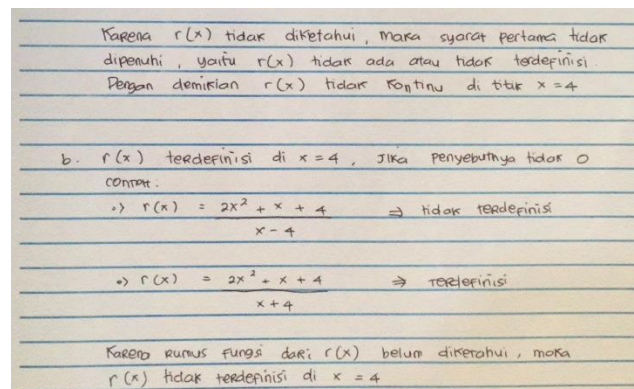 Karena r(x) tidak diketahui, maka syarat pertama tidak
dipenuhi, yaitu r(x) tidak ada atau tidak terdefinisi.
Dengan demikian r(x) tidak kontinu di titik x = 4
b. r(x) terdefinisi di x = 4, Jika penyebutnya tidak 0
contoh:
•> r(x) = 2x² + x + 4 / x - 4 ⇒ tidak terdefinisi
•> r(x) = 2x² + x + 4 / x + 4 ⇒ Terdefinisi
Karena rumus fungsi dari r(x) belum diketahui, maka
r(x) tidak terdefinisi di x = 4